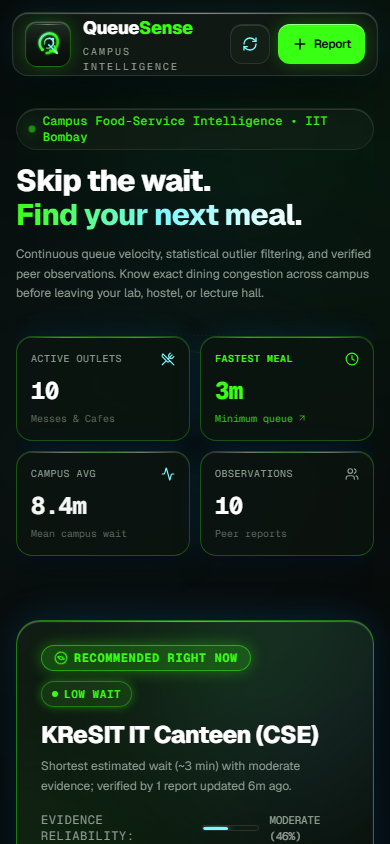 QueueSense
CAMPUS
INTELLIGENCE
Report
Campus Food-Service Intelligence • IIT
Bombay
Skip the wait.
Find your next meal.
Continuous queue velocity, statistical outlier filtering, and verified
peer observations. Know exact dining congestion across campus
before leaving your lab, hostel, or lecture hall.
ACTIVE OUTLETS
10
Messes & Cafes
FASTEST MEAL
3m
Minimum queue ↗
CAMPUS AVG
8.4m
Mean campus wait
OBSERVATIONS
10
Peer reports
RECOMMENDED RIGHT NOW
LOW WAIT
KReSIT IT Canteen (CSE)
Shortest estimated wait (~3 min) with moderate
evidence; verified by 1 report updated 6m ago.
EVIDENCE
RELIABILITY:
MODERATE
(46%)